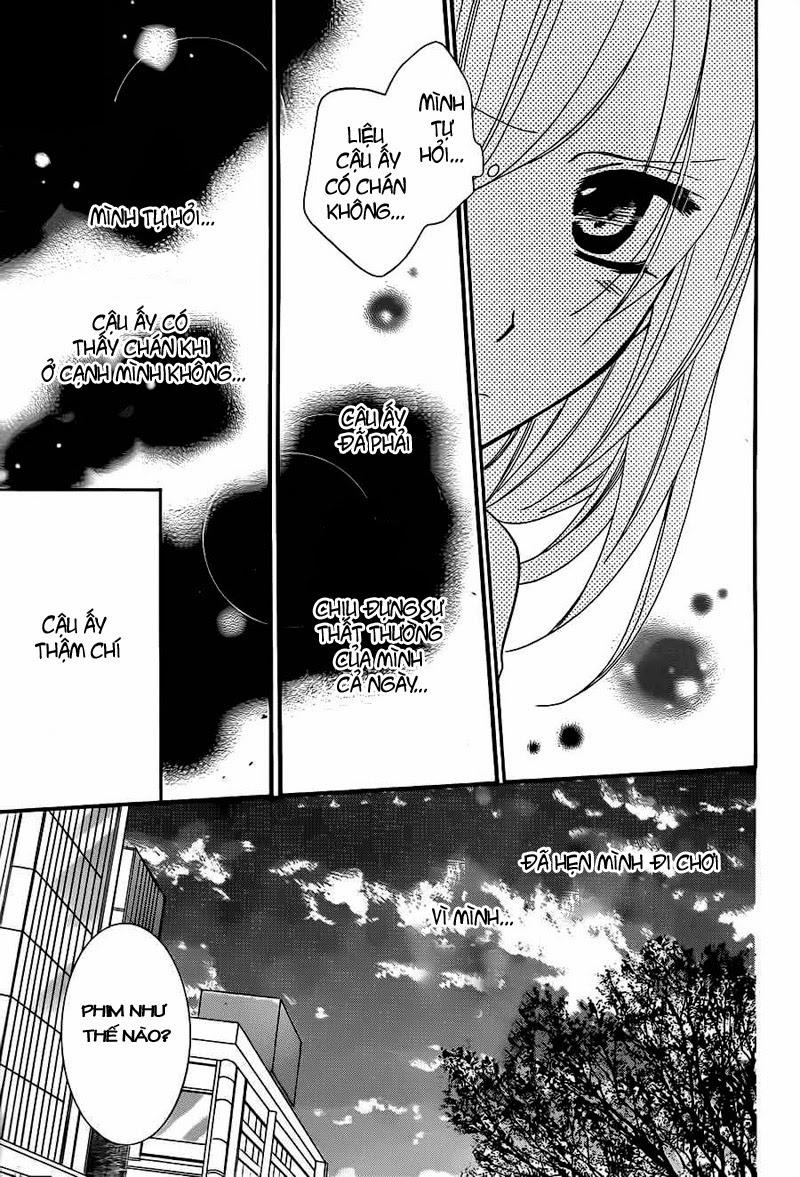 MÌNH
TỰ
HỎI...
LIỆU
CẬU ẤY
CÓ CHÁN
KHÔNG...
CẬU ẤY
ĐÃ PHẢI
CHỊU ĐỰNG SỰ
THẤT THƯỜNG
CỦA MÌNH
CẢ NGÀY...
MÌNH TỰ HỎI...
CẬU ẤY CÓ
THẤY CHÁN KHI
Ở CẠNH MÌNH KHÔNG...
CẬU ẤY
THẬM CHÍ
ĐÃ HẸN MÌNH ĐI CHƠI
VÌ MÌNH...
PHIM NHƯ
THẾ NÀO?